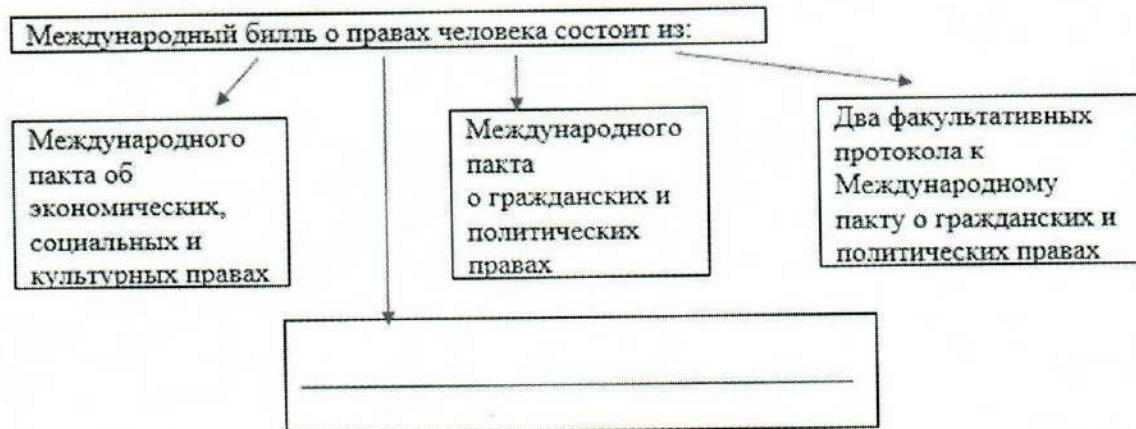 Международный билль о правах человека состоит из:
Международного
пакта об
экономических,
социальных и
культурных правах
Международного
пакта
о гражданских и
политических
правах
Два факультативных
протокола к
Международному
пакту о гражданских и
политических правах